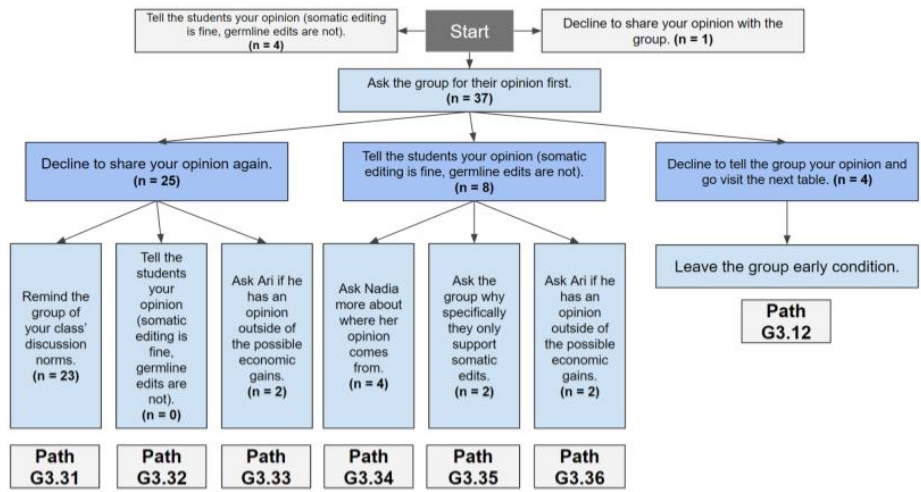 Tell the students your opinion (somatic editing
is fine, germline edits are not).
(n = 4)
Start
Decline to share your opinion with the
group. (n = 1)
Ask the group for their opinion first.
(n = 37)
Decline to share your opinion again.
(n = 25)
Tell the students your opinion (somatic
editing is fine, germline edits are not).
(n = 8)
Decline to tell the group your opinion and
go visit the next table. (n = 4)
Remind the
group of
your class'
discussion
norms.
(n = 23)
Tell the
students
your
opinion
(somatic
editing is
fine,
germline
edits are
not).
(n = 0)
Ask Ari if he
has an
opinion
outside of
the possible
economic
gains.
(n = 2)
Ask Nadia
more about
where her
opinion
comes
from.
(n = 4)
Ask the
group why
specifically
they only
support
somatic
edits.
(n = 2)
Ask Ari if he
has an
opinion
outside of
the possible
economic
gains.
(n = 2)
Leave the group early condition.
Path
G3.12
Path
G3.31
Path
G3.32
Path
G3.33
Path
G3.34
Path
G3.35
Path
G3.36